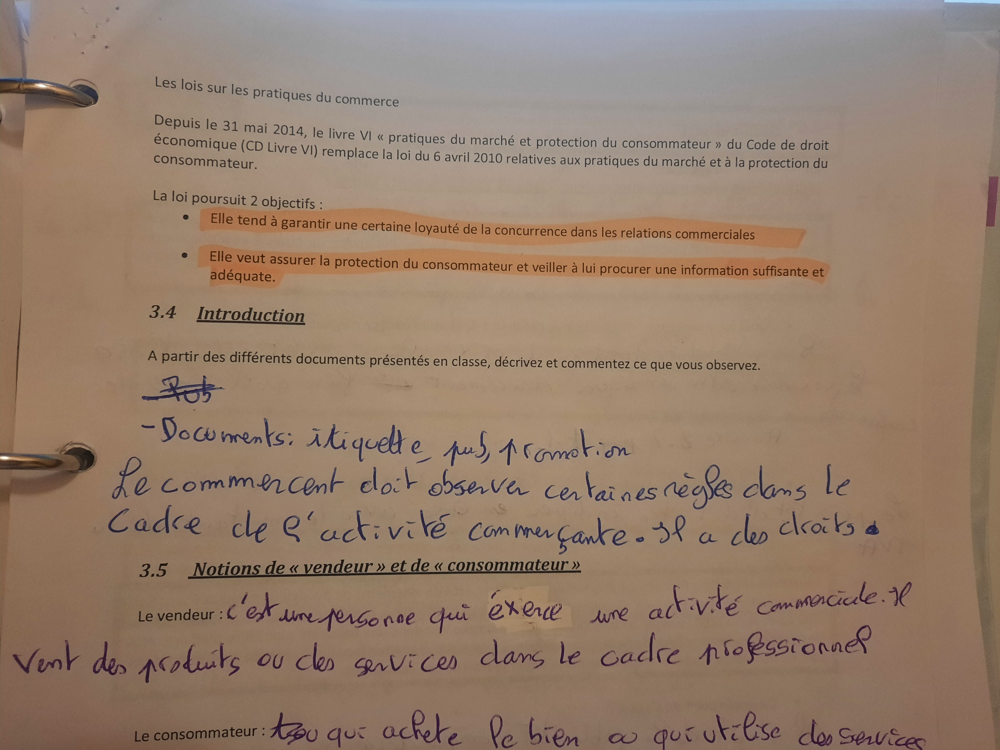 Les lois sur les pratiques du commerce
Depuis le 31 mai 2014, le livre VI « pratiques du marché et protection du consommateur » du Code de droit
économique (CD Livre VI) remplace la loi du 6 avril 2010 relatives aux pratiques du marché et à la protection du
consommateur.
La loi poursuit 2 objectifs :
• Elle tend à garantir une certaine loyauté de la concurrence dans les relations commerciales
• Elle veut assurer la protection du consommateur et veiller à lui procurer une information suffisante et
adéquate.
3.4 Introduction
A partir des différents documents présentés en classe, décrivez et commentez ce que vous observez.
Pub
- Documents: itiquette, pub, promotion
Le commmercent doit observer certaines règles dans le
Cadre de l'activité commerçante. Il a des droits.
3.5 Notions de « vendeur » et de « consommateur »
Le vendeur : c'est une personne qui éxerce une activité commerciale. Il
vent des produits ou des services dans le cadre professionnel
Le consommateur : qui achete le bien ou qui utilise des services